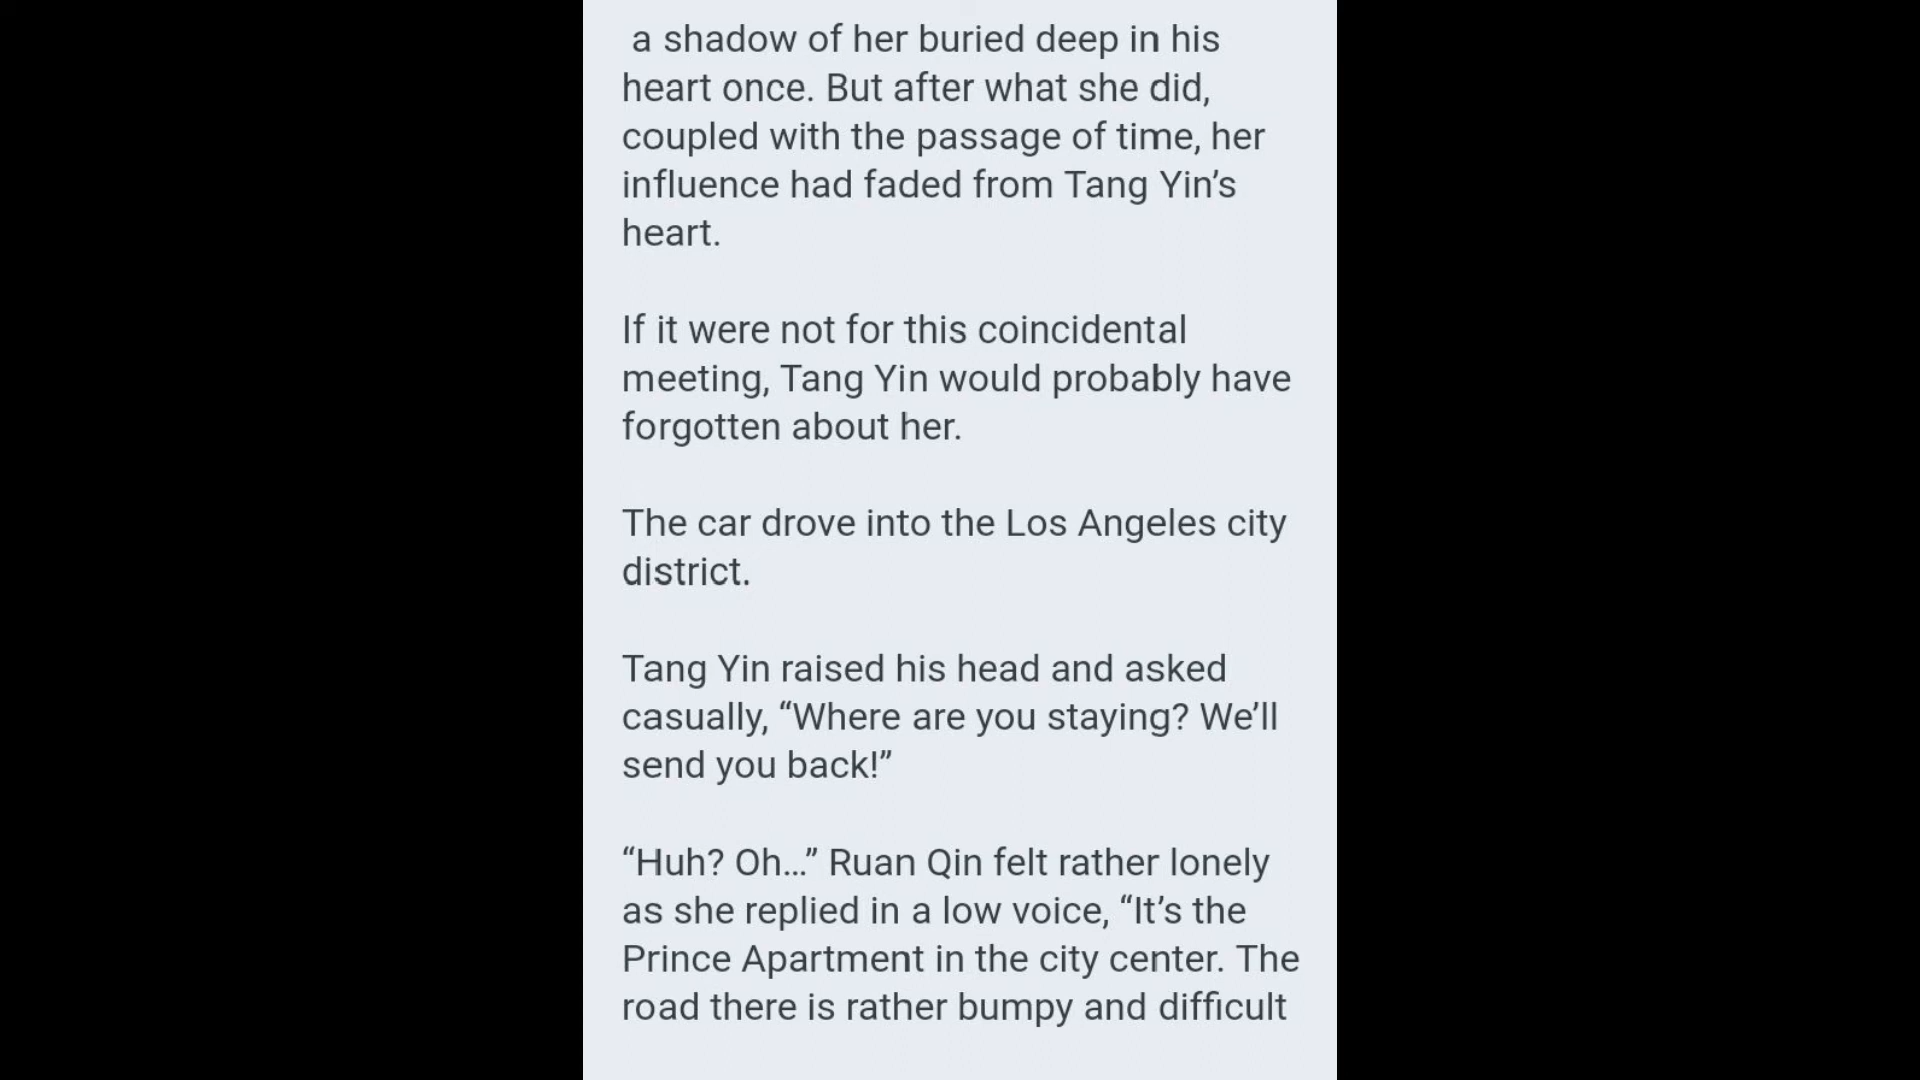 a shadow of her buried deep in his
heart once. But after what she did,
coupled with the passage of time, her
influence had faded from Tang Yin’s
heart.
If it were not for this coincidental
meeting, Tang Yin would probably have
forgotten about her.
The car drove into the Los Angeles city
district.
Tang Yin raised his head and asked
casually, “Where are you staying? We’ll
send you back!”
“Huh? Oh…” Ruan Qin felt rather lonely
as she replied in a low voice, “It’s the
Prince Apartment in the city center. The
road there is rather bumpy and difficult